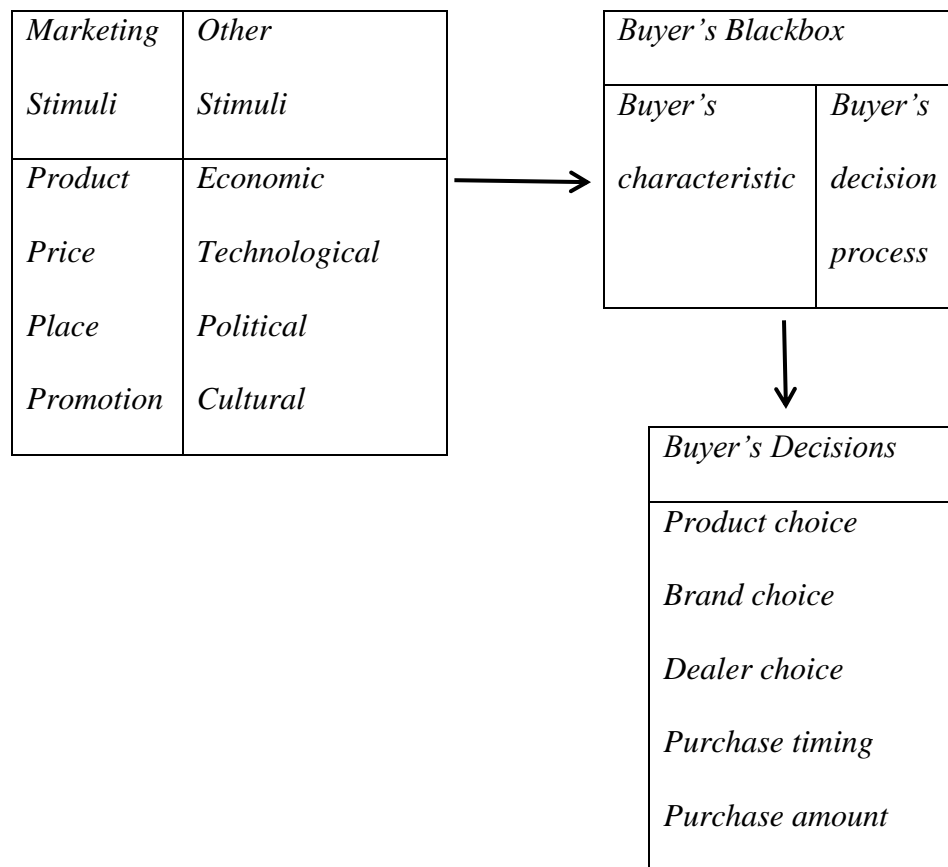 Marketing Other
Stimuli Stimuli
Product Economic
Price Technological
Place Political
Promotion Cultural
Buyer’s Blackbox
Buyer’s Buyer’s
characteristic decision
process
Buyer’s Decisions
Product choice
Brand choice
Dealer choice
Purchase timing
Purchase amount